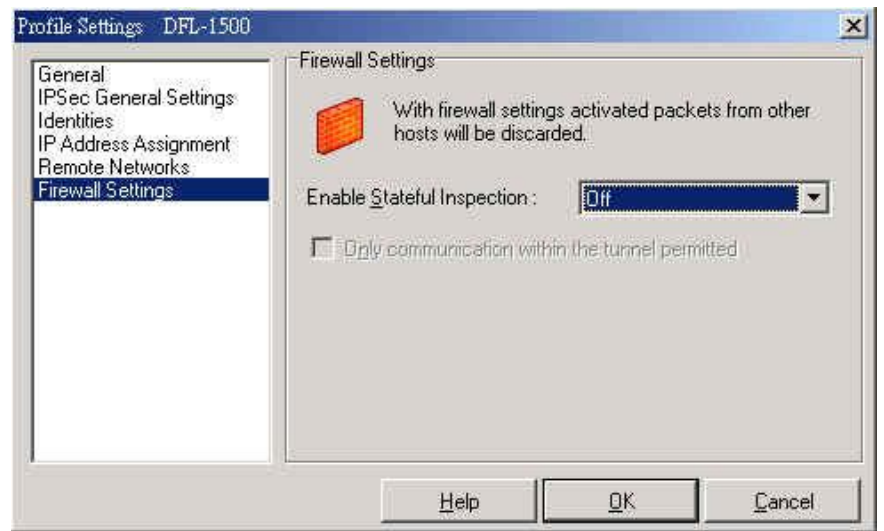 Profile Settings DFL-1500
General
IPSec General Settings
Identities
IP Address Assignment
Remote Networks
Firewall Settings
Firewall Settings
With firewall settings activated packets from other
hosts will be discarded.
Enable Stateful Inspection :
Off
Only communication within the tunnel permitted
Help
OK
Cancel